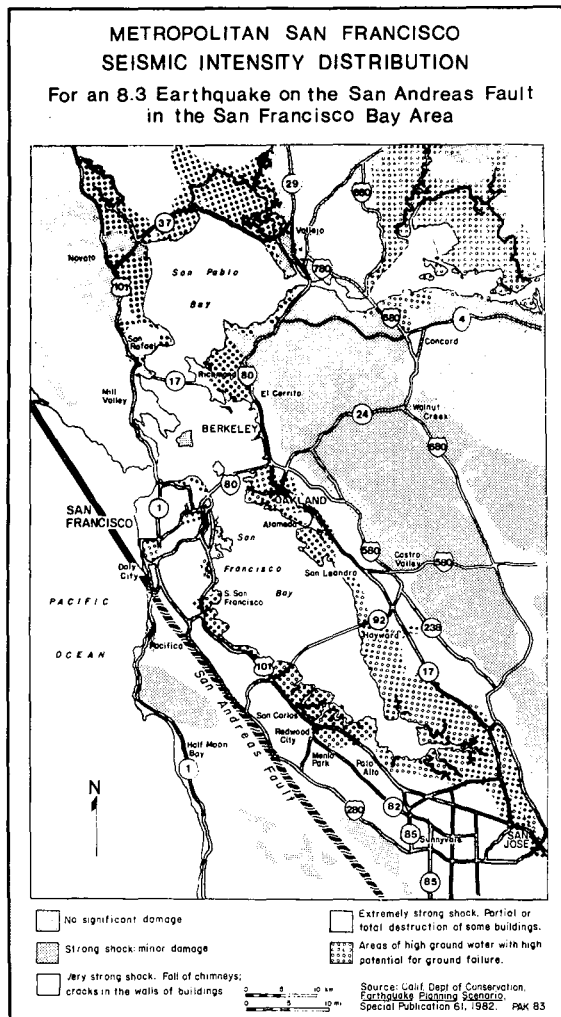 METROPOLITAN SAN FRANCISCO
SEISMIC INTENSITY DISTRIBUTION
For an 8.3 Earthquake on the San Andreas Fault
in the San Francisco Bay Area
29
680
37
Vallejo
Novato
San Pablo
Bay
101
780
680
4
San
Rafael
Concord
17
Richmond
80
Mill
Valley
El Cerrito
24
Walnut
Creek
BERKELEY
680
80
OAKLAND
SAN
FRANCISCO
1
Alameda
San
Francisco
Bay
580
Castro
Valley
580
Daly
City
San Leandro
S. San
Francisco
PACIFIC
OCEAN
92
238
Hayward
Pacifica
101
17
San Andreas Fault
San Carlos
Redwood
City
Half Moon
Bay
Menlo
Park
Palo
Alto
1
N
280
82
85
Sunnyvale
SAN
JOSE
85
No significant damage
Strong shock: minor damage
Very strong shock. Fall of chimneys;
cracks in the walls of buildings
Extremely strong shock. Partial or
total destruction of some buildings.
Areas of high ground water with high
potential for ground failure.
10 km
10 mi
Source: Calif. Dept of Conservation,
Earthquake Planning Scenario,
Special Publication 61, 1982. PAK 83